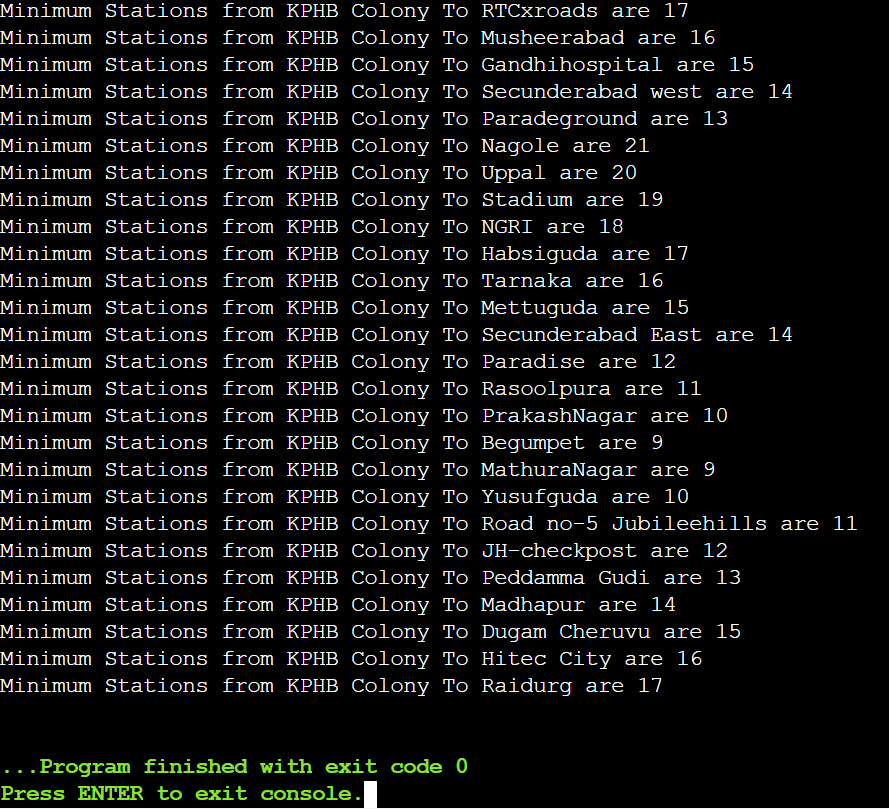 Minimum Stations from KPHB Colony To RTCxroads are 17
Minimum Stations from KPHB Colony To Musheerabad are 16
Minimum Stations from KPHB Colony To Gandhihospital are 15
Minimum Stations from KPHB Colony To Secunderabad west are 14
Minimum Stations from KPHB Colony To Paradeground are 13
Minimum Stations from KPHB Colony To Nagole are 21
Minimum Stations from KPHB Colony To Uppal are 20
Minimum Stations from KPHB Colony To Stadium are 19
Minimum Stations from KPHB Colony To NGRI are 18
Minimum Stations from KPHB Colony To Habsiguda are 17
Minimum Stations from KPHB Colony To Tarnaka are 16
Minimum Stations from KPHB Colony To Mettuguda are 15
Minimum Stations from KPHB Colony To Secunderabad East are 14
Minimum Stations from KPHB Colony To Paradise are 12
Minimum Stations from KPHB Colony To Rasoolpura are 11
Minimum Stations from KPHB Colony To PrakashNagar are 10
Minimum Stations from KPHB Colony To Begumpet are 9
Minimum Stations from KPHB Colony To MathuraNagar are 9
Minimum Stations from KPHB Colony To Yusufguda are 10
Minimum Stations from KPHB Colony To Road no-5 Jubileehills are 11
Minimum Stations from KPHB Colony To JH-checkpost are 12
Minimum Stations from KPHB Colony To Peddamma Gudi are 13
Minimum Stations from KPHB Colony To Madhapur are 14
Minimum Stations from KPHB Colony To Dugam Cheruvu are 15
Minimum Stations from KPHB Colony To Hitec City are 16
Minimum Stations from KPHB Colony To Raidurg are 17
...Program finished with exit code 0
Press ENTER to exit console.